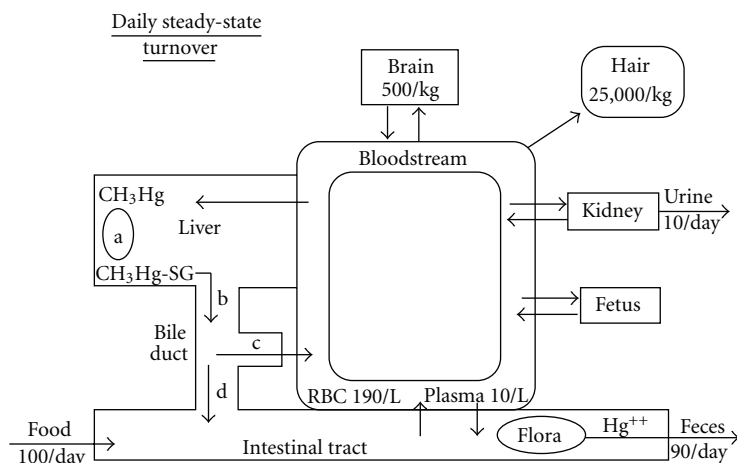 Daily steady-state
turnover
Brain
500/kg
Hair
25,000/kg
Bloodstream
CH₃Hg
a
Liver
CH₃Hg-SG
b
Bile
duct
c
d
Kidney
Urine
10/day
Fetus
RBC 190/L
Plasma 10/L
Food
100/day
Intestinal tract
Flora
Hg⁺⁺
Feces
90/day